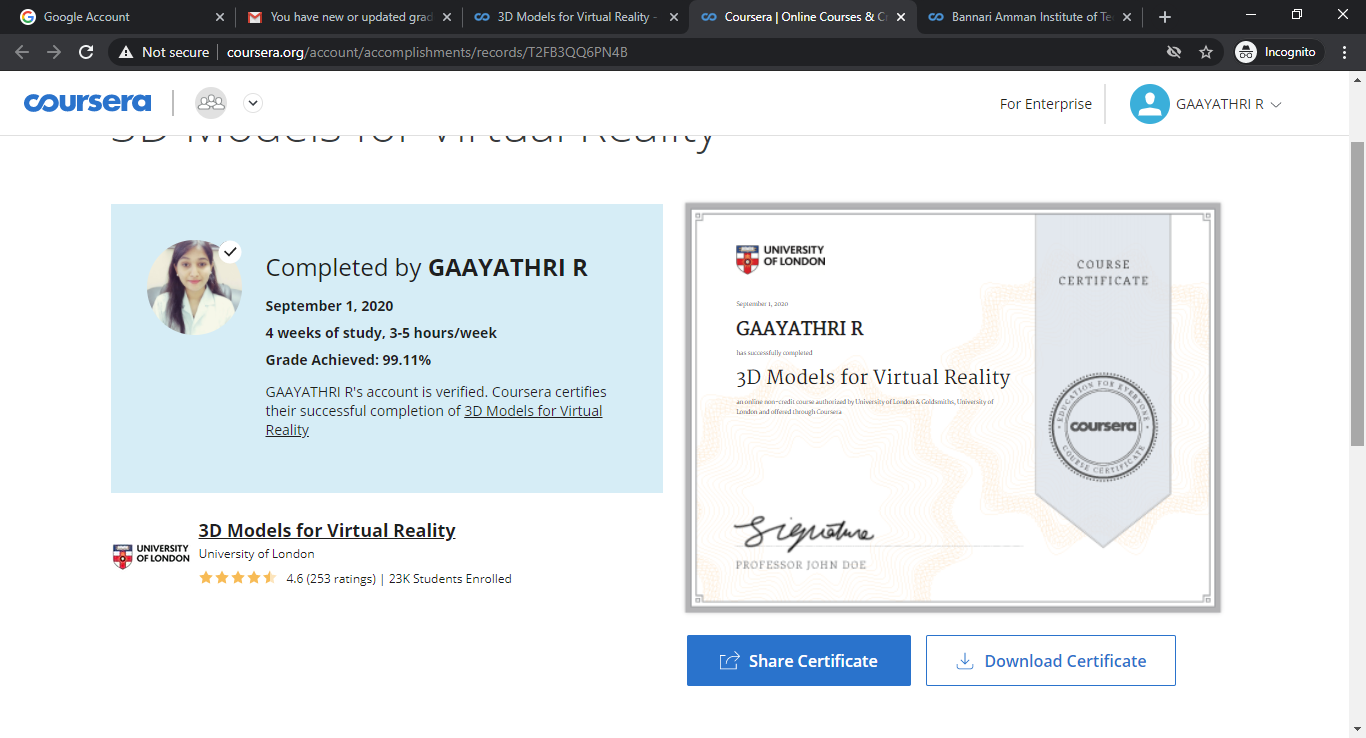 Google Account
You have new or updated grad
3D Models for Virtual Reality -
Coursera | Online Courses & Cr
Bannari Amman Institute of Te
Not secure
coursera.org/account/accomplishments/records/T2FB3QQ6PN4B
Incognito
coursera
For Enterprise
GAAYATHRI R
3D Models for Virtual Reality
Completed by GAAYATHRI R
September 1, 2020
4 weeks of study, 3-5 hours/week
Grade Achieved: 99.11%
GAAYATHRI R's account is verified. Coursera certifies
their successful completion of 3D Models for Virtual
Reality
UNIVERSITY
OF LONDON
3D Models for Virtual Reality
University of London
4.6 (253 ratings) | 23K Students Enrolled
UNIVERSITY
OF LONDON
September 1, 2020
GAAYATHRI R
has successfully completed
3D Models for Virtual Reality
an online non-credit course authorized by University of London & Goldsmiths, University of
London and offered through Coursera
Signature
PROFESSOR JOHN DOE
COURSE
CERTIFICATE
EDUCATION FOR EVERYONE
coursera
COURSE CERTIFICATE
Share Certificate
Download Certificate